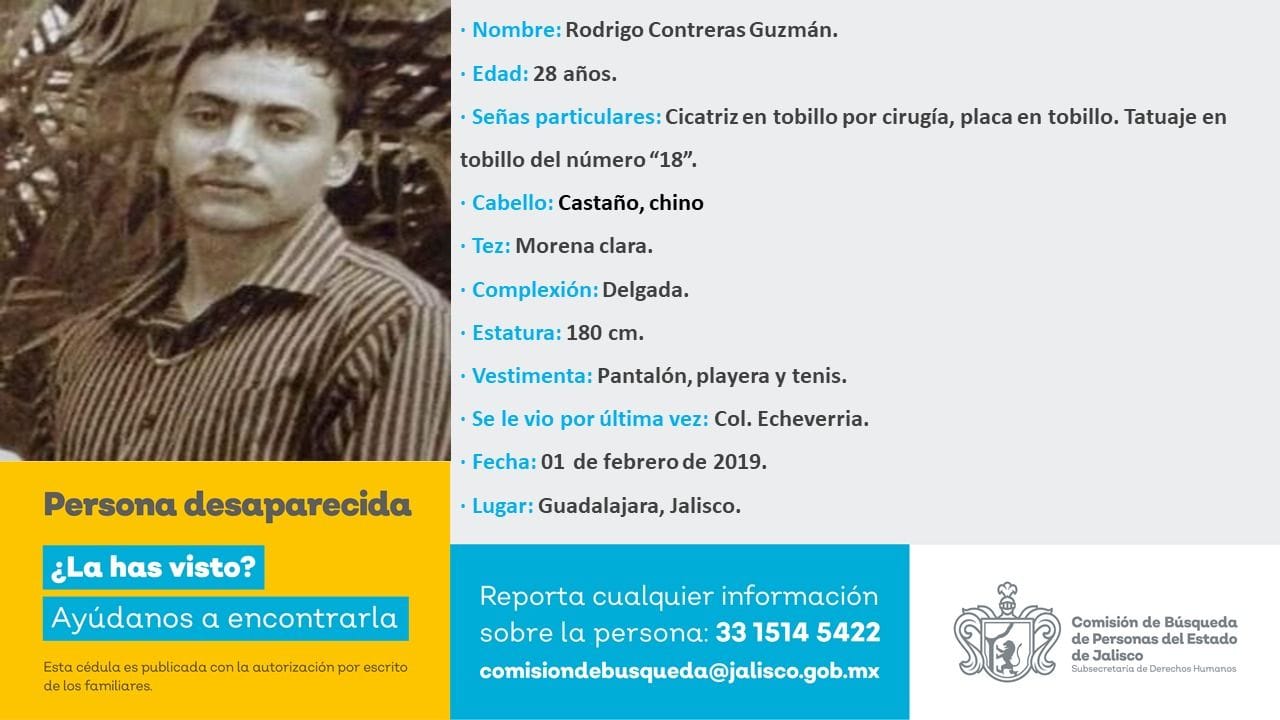 · Nombre: Rodrigo Contreras Guzmán.
· Edad: 28 años.
· Señas particulares: Cicatriz en tobillo por cirugía, placa en tobillo. Tatuaje en
tobillo del número “18”.
· Cabello: Castaño, chino
· Tez: Morena clara.
· Complexión: Delgada.
· Estatura: 180 cm.
· Vestimenta: Pantalón, playera y tenis.
· Se le vio por última vez: Col. Echeverria.
· Fecha: 01 de febrero de 2019.
· Lugar: Guadalajara, Jalisco.
Persona desaparecida
¿La has visto?
Ayúdanos a encontrarla
Esta cédula es publicada con la autorización por escrito
de los familiares.
Reporta cualquier información
sobre la persona: 33 1514 5422
comisiondebusqueda@jalisco.gob.mx
Comisión de Búsqueda
de Personas del Estado
de Jalisco
Subsecretaría de Derechos Humanos